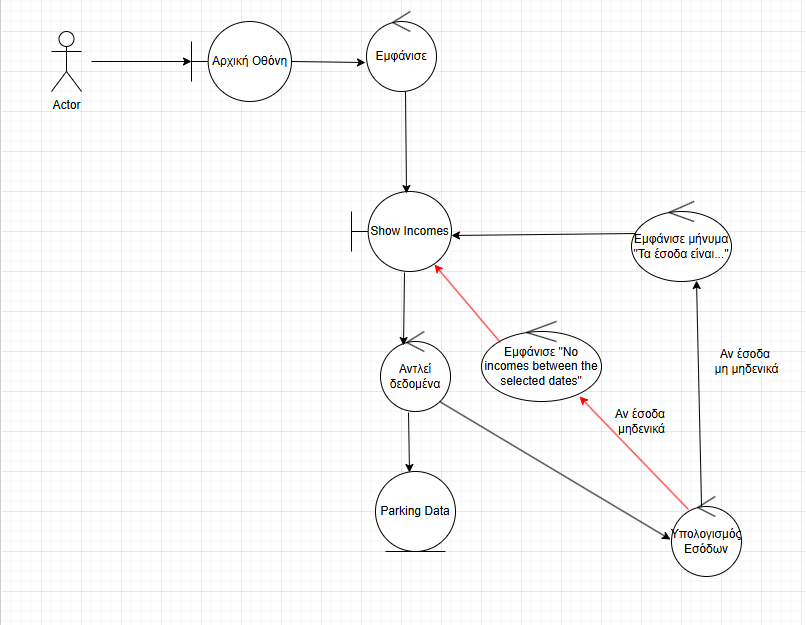 Actor
Αρχική Οθόνη
Εμφάνισε
Show Incomes
Εμφάνισε μήνυμα
"Τα έσοδα είναι..."
Αντλεί
δεδομένα
Εμφάνισε "No
incomes between the
selected dates"
Αν έσοδα
μη μηδενικά
Αν έσοδα
μηδενικά
Parking Data
Υπολογισμός
Εσόδων